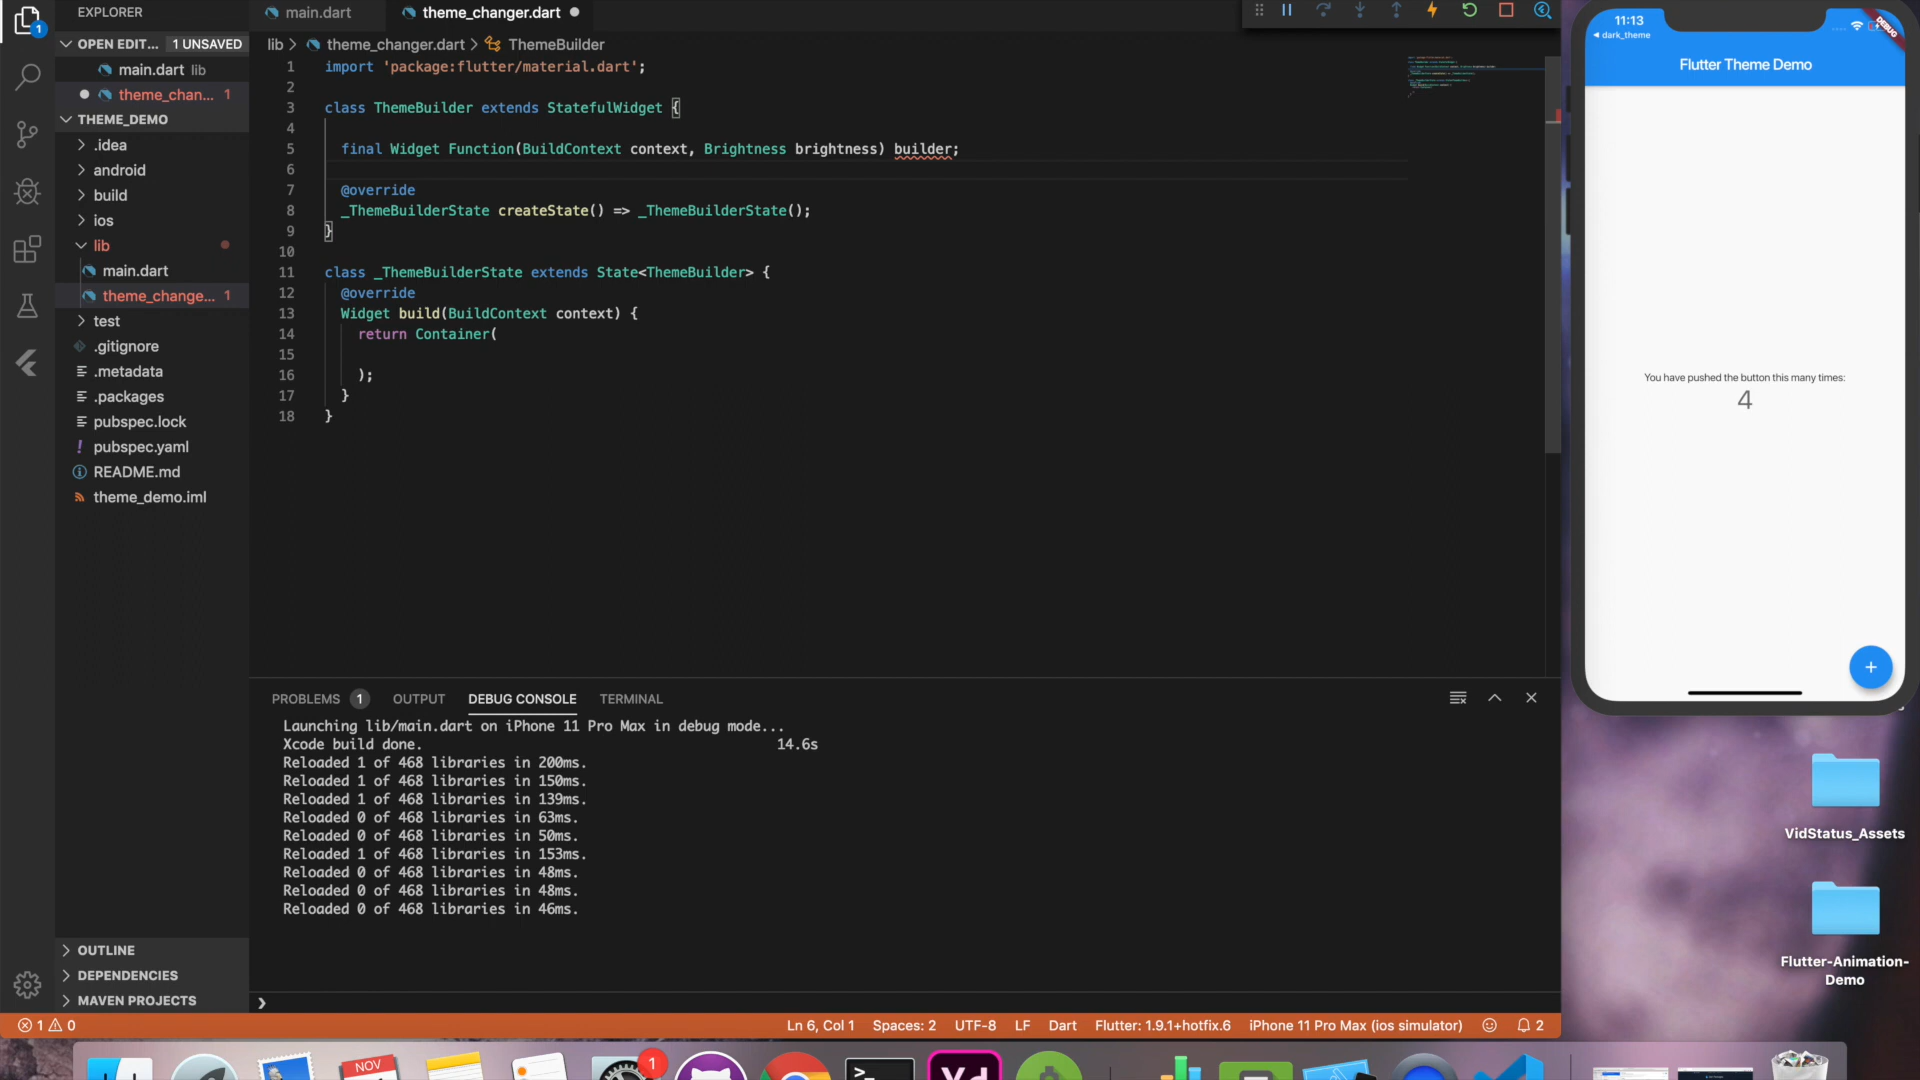 EXPLORER
OPEN EDIT... 1 UNSAVED
main.dart lib
theme_chan... 1
THEME_DEMO
.idea
android
build
ios
lib
main.dart
theme_change... 1
test
.gitignore
.metadata
.packages
pubspec.lock
pubspec.yaml
README.md
theme_demo.iml
OUTLINE
DEPENDENCIES
MAVEN PROJECTS
1
main.dart
theme_changer.dart
lib > theme_changer.dart > ThemeBuilder
1 import 'package:flutter/material.dart';
2
3 class ThemeBuilder extends StatefulWidget {
4
5 final Widget Function(BuildContext context, Brightness brightness) builder;
6
7 @override
8 _ThemeBuilderState createState() => _ThemeBuilderState();
9 }
10
11 class _ThemeBuilderState extends State<ThemeBuilder> {
12 @override
13 Widget build(BuildContext context) {
14 return Container(
15
16 );
17 }
18 }
PROBLEMS 1 OUTPUT DEBUG CONSOLE TERMINAL
Launching lib/main.dart on iPhone 11 Pro Max in debug mode...
Xcode build done. 14.6s
Reloaded 1 of 468 libraries in 200ms.
Reloaded 1 of 468 libraries in 150ms.
Reloaded 1 of 468 libraries in 139ms.
Reloaded 0 of 468 libraries in 63ms.
Reloaded 0 of 468 libraries in 50ms.
Reloaded 1 of 468 libraries in 153ms.
Reloaded 0 of 468 libraries in 48ms.
Reloaded 0 of 468 libraries in 48ms.
Reloaded 0 of 468 libraries in 46ms.
1 0 Ln 6, Col 1 Spaces: 2 UTF-8 LF Dart Flutter: 1.9.1+hotfix.6 iPhone 11 Pro Max (ios simulator) 2
11:13
dark_theme
DEBUG
Flutter Theme Demo
You have pushed the button this many times:
4
+
VidStatus_Assets
Flutter-Animation-
Demo
NOV
1
Xd